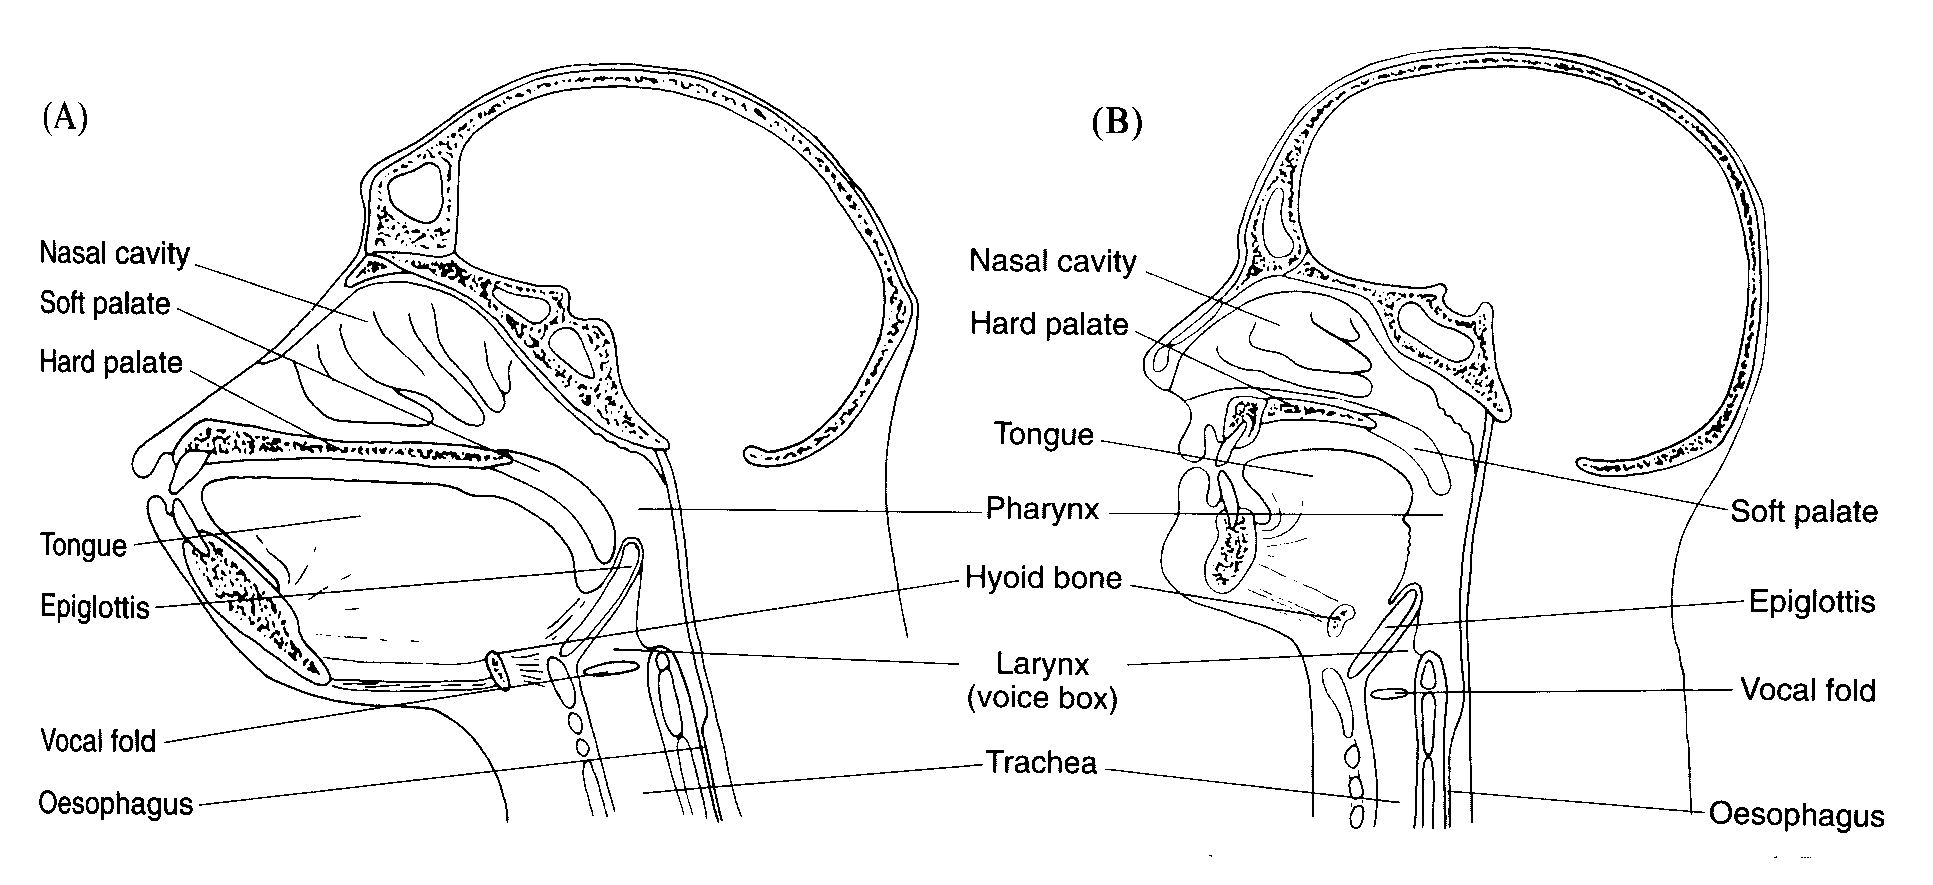 (A)
Nasal cavity
Soft palate
Hard palate
Tongue
Epiglottis
Vocal fold
Oesophagus
(B)
Nasal cavity
Hard palate
Tongue
Pharynx
Hyoid bone
Larynx
(voice box)
Trachea
Soft palate
Epiglottis
Vocal fold
Oesophagus